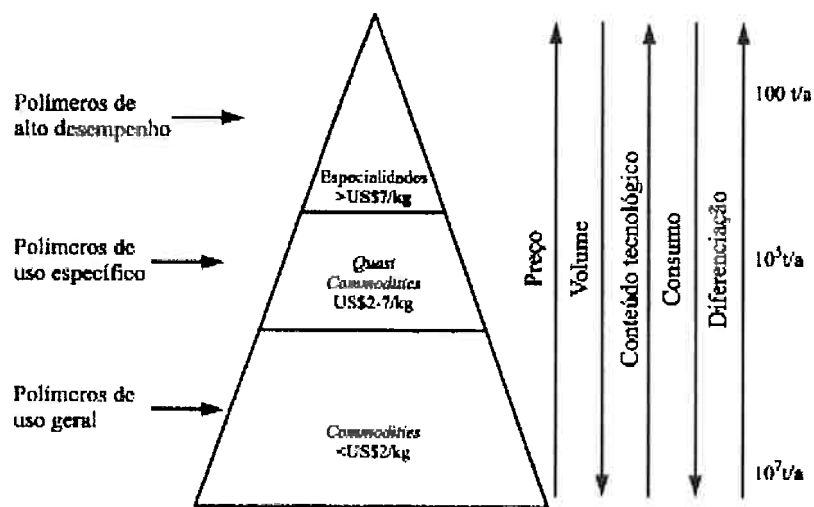 Polímeros de
alto desempenho
Especialidades
>US$7/kg
Polímeros de
uso específico
Quasi
Commodities
US$2-7/kg
Polímeros de
uso geral
Commodities
<US$2/kg
Preço
Volume
Conteúdo tecnológico
Consumo
Diferenciação
100 t/a
10⁵t/a
10⁷t/a